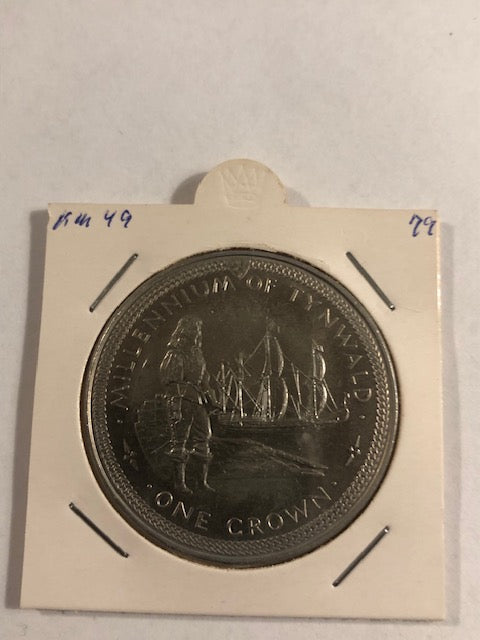 KM 49
79
· MILLENNIUM OF TYNWALD ·
· ONE CROWN ·